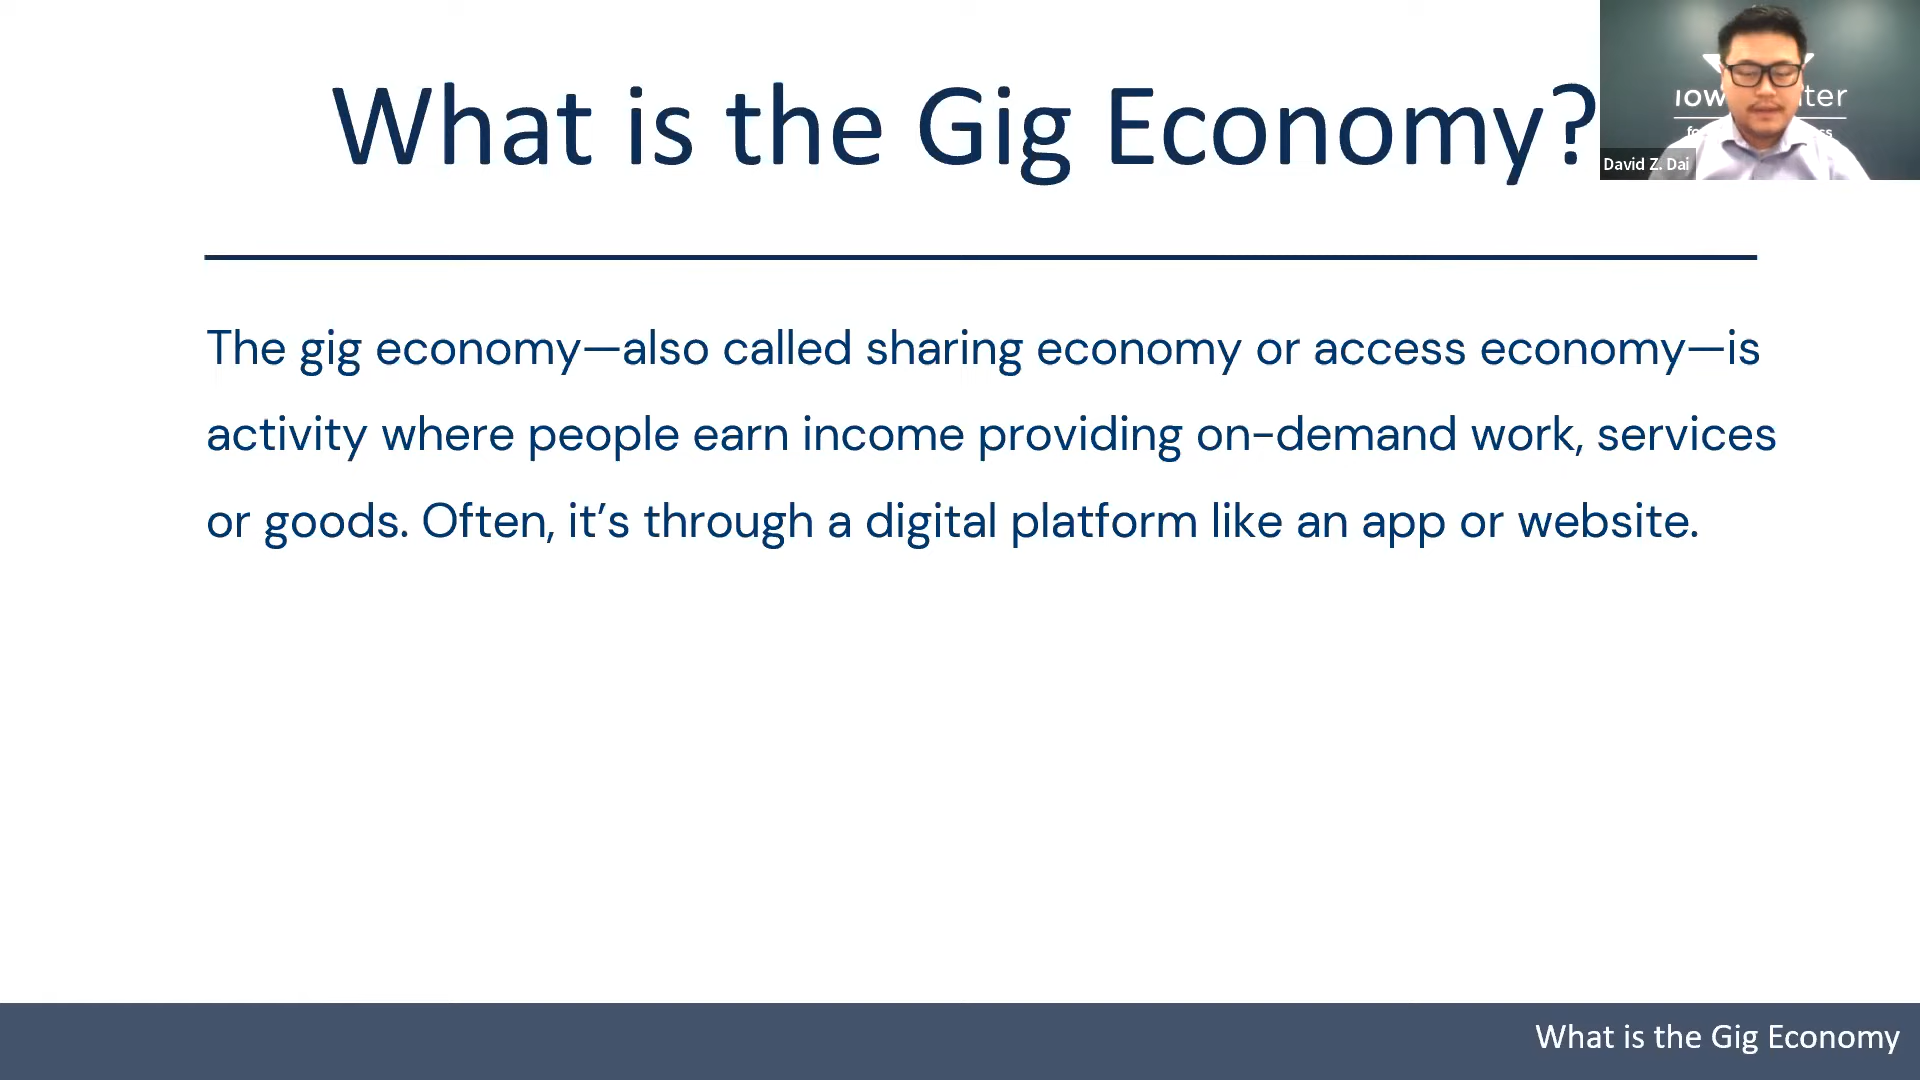 What is the Gig Economy?
David Z. Dai
The gig economy—also called sharing economy or access economy—is
activity where people earn income providing on-demand work, services
or goods. Often, it’s through a digital platform like an app or website.
What is the Gig Economy